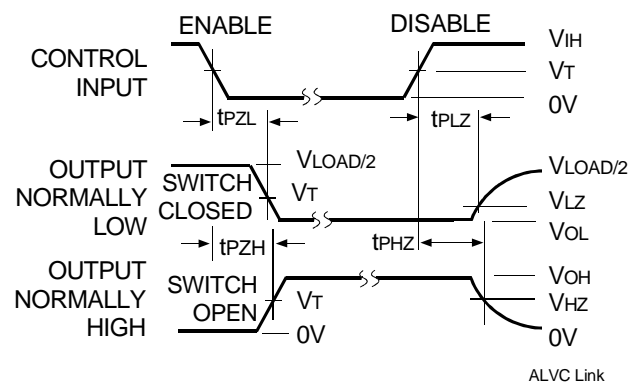 ENABLE
DISABLE
CONTROL
INPUT
VIH
VT
0V
tPZL
tPLZ
OUTPUT
NORMALLY
LOW
SWITCH
CLOSED
VLOAD/2
VT
VLOAD/2
VLZ
VOL
tPZH
tPHZ
OUTPUT
NORMALLY
HIGH
SWITCH
OPEN
VT
0V
VOH
VHZ
0V
ALVC Link